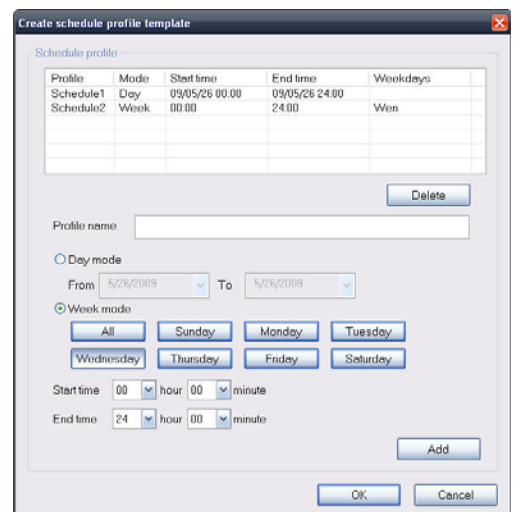 Create schedule profile template
Schedule profile
Profile Mode Start time End time Weekdays
Schedule1 Day 09/05/26 00:00 09/05/26 24:00
Schedule2 Week 00:00 24:00 Wen
Delete
Profile name
Day mode
From 5/26/2009 To 5/26/2009
Week mode
All Sunday Monday Tuesday
Wednesday Thursday Friday Saturday
Start time 00 hour 00 minute
End time 24 hour 00 minute
Add
OK Cancel